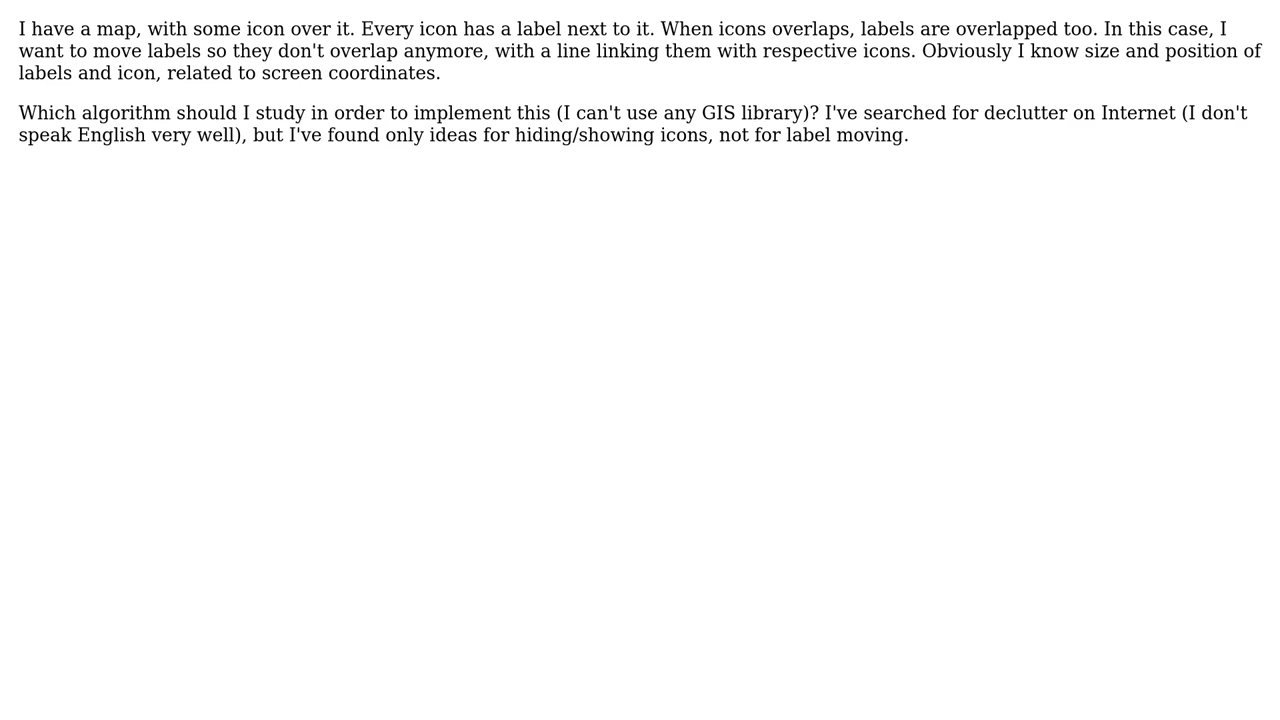 I have a map, with some icon over it. Every icon has a label next to it. When icons overlaps, labels are overlapped too. In this case, I
want to move labels so they don't overlap anymore, with a line linking them with respective icons. Obviously I know size and position of
labels and icon, related to screen coordinates.
Which algorithm should I study in order to implement this (I can't use any GIS library)? I've searched for declutter on Internet (I don't
speak English very well), but I've found only ideas for hiding/showing icons, not for label moving.